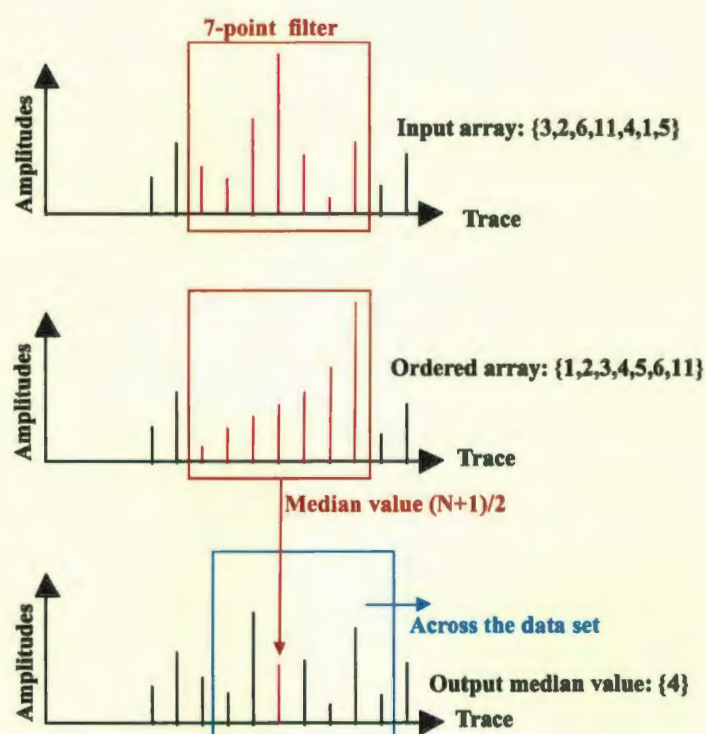 7-point filter
Amplitudes
Input array: {3,2,6,11,4,1,5}
Trace
Amplitudes
Ordered array: {1,2,3,4,5,6,11}
Trace
Median value (N+1)/2
Amplitudes
Across the data set
Output median value: {4}
Trace